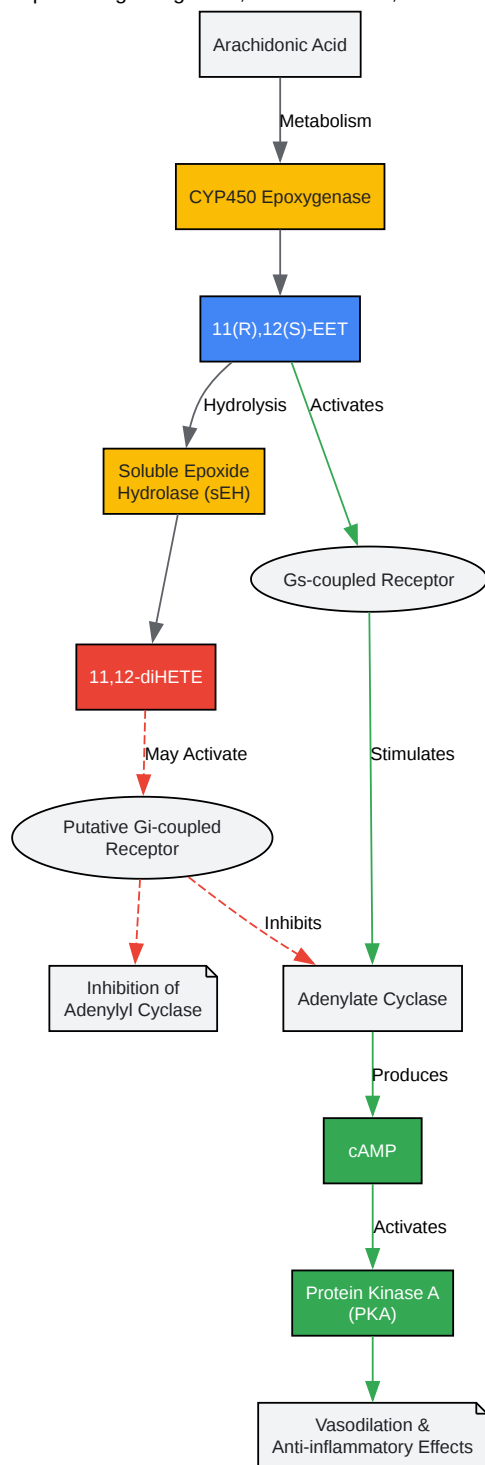 Arachidonic Acid
Metabolism
CYP450 Epoxygenase
11(R),12(S)-EET
Hydrolysis
Activates
Soluble Epoxide
Hydrolase (sEH)
Gs-coupled Receptor
11,12-diHETE
May Activate
Stimulates
Putative Gi-coupled
Receptor
Inhibits
Inhibition of
Adenylyl Cyclase
Adenylate Cyclase
Produces
cAMP
Activates
Protein Kinase A
(PKA)
Vasodilation &
Anti-inflammatory Effects